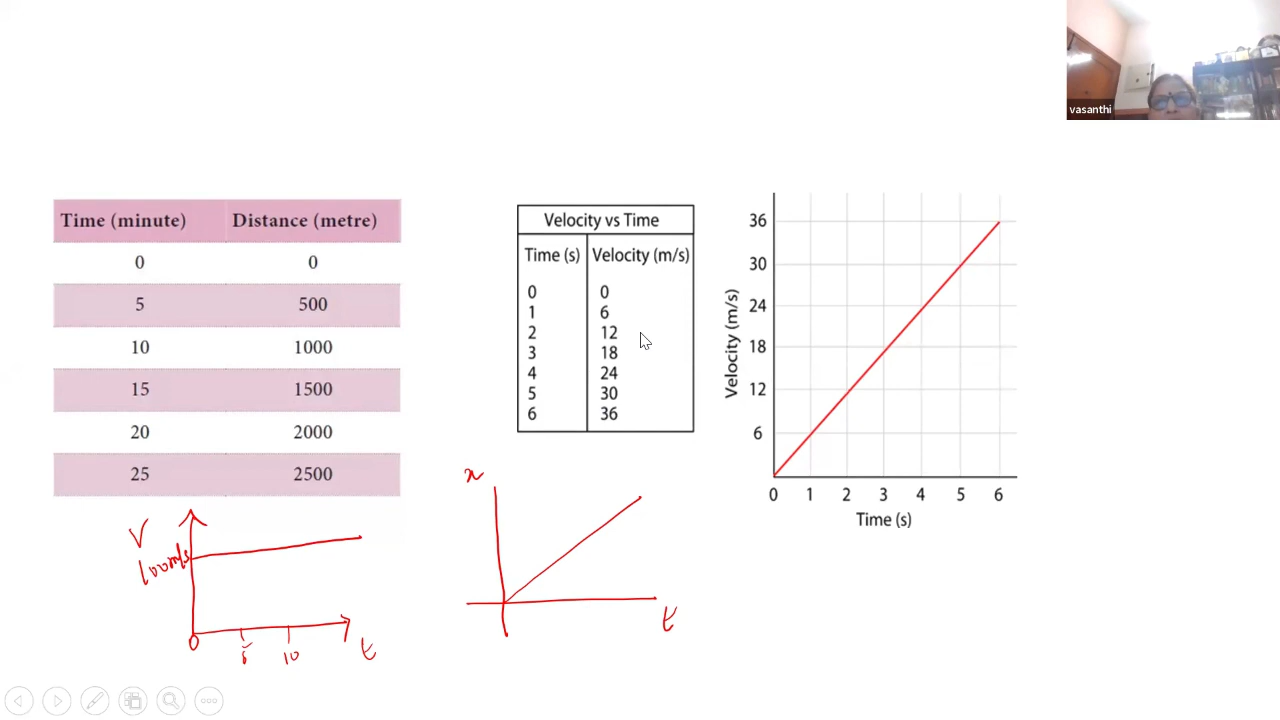 vasanthi
Time (minute) Distance (metre)
0 0
5 500
10 1000
15 1500
20 2000
25 2500
Velocity vs Time
Time (s) Velocity (m/s)
0 0
1 6
2 12
3 18
4 24
5 30
6 36
Velocity (m/s)
36
30
24
18
12
6
0 1 2 3 4 5 6
Time (s)
V
100m/s
0 5 10 t
x
t